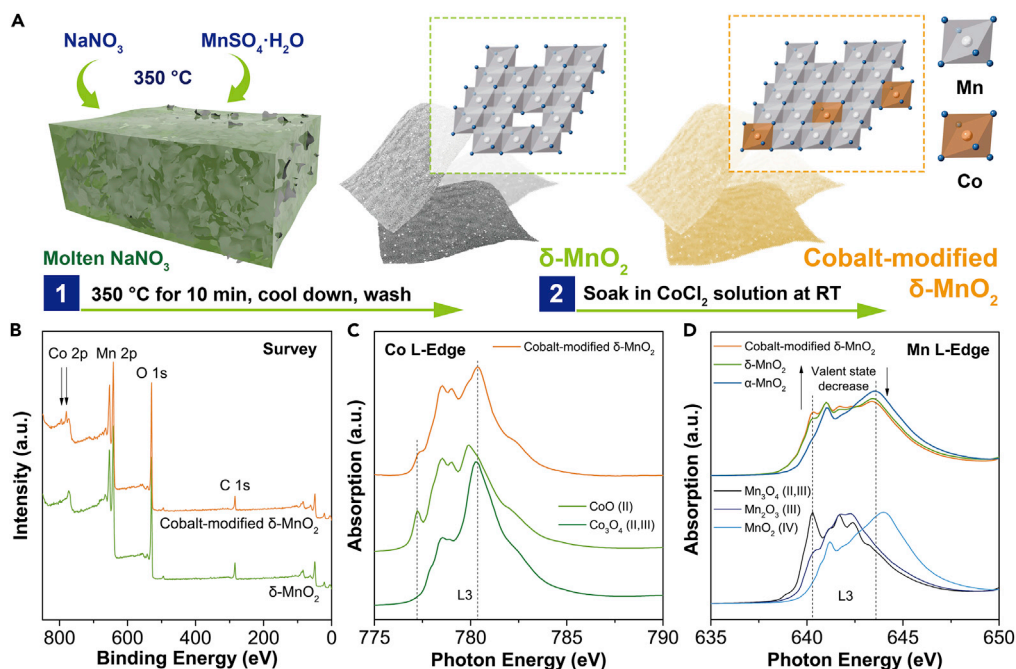 A
NaNO₃
MnSO₄·H₂O
350 °C
Molten NaNO₃
δ-MnO₂
Cobalt-modified
δ-MnO₂
Mn
Co
1 350 °C for 10 min, cool down, wash
2 Soak in CoCl₂ solution at RT
B
Co 2p
Mn 2p
Survey
O 1s
C 1s
Cobalt-modified δ-MnO₂
δ-MnO₂
Intensity (a.u.)
800 600 400 200 0
Binding Energy (eV)
C
Co L-Edge
Cobalt-modified δ-MnO₂
CoO (II)
Co₃O₄ (II,III)
L3
Absorption (a.u.)
775 780 785 790
Photon Energy (eV)
D
Mn L-Edge
Cobalt-modified δ-MnO₂
δ-MnO₂
α-MnO₂
Valent state
decrease
Mn₃O₄ (II,III)
Mn₂O₃ (III)
MnO₂ (IV)
L3
Absorption (a.u.)
635 640 645 650
Photon Energy (eV)